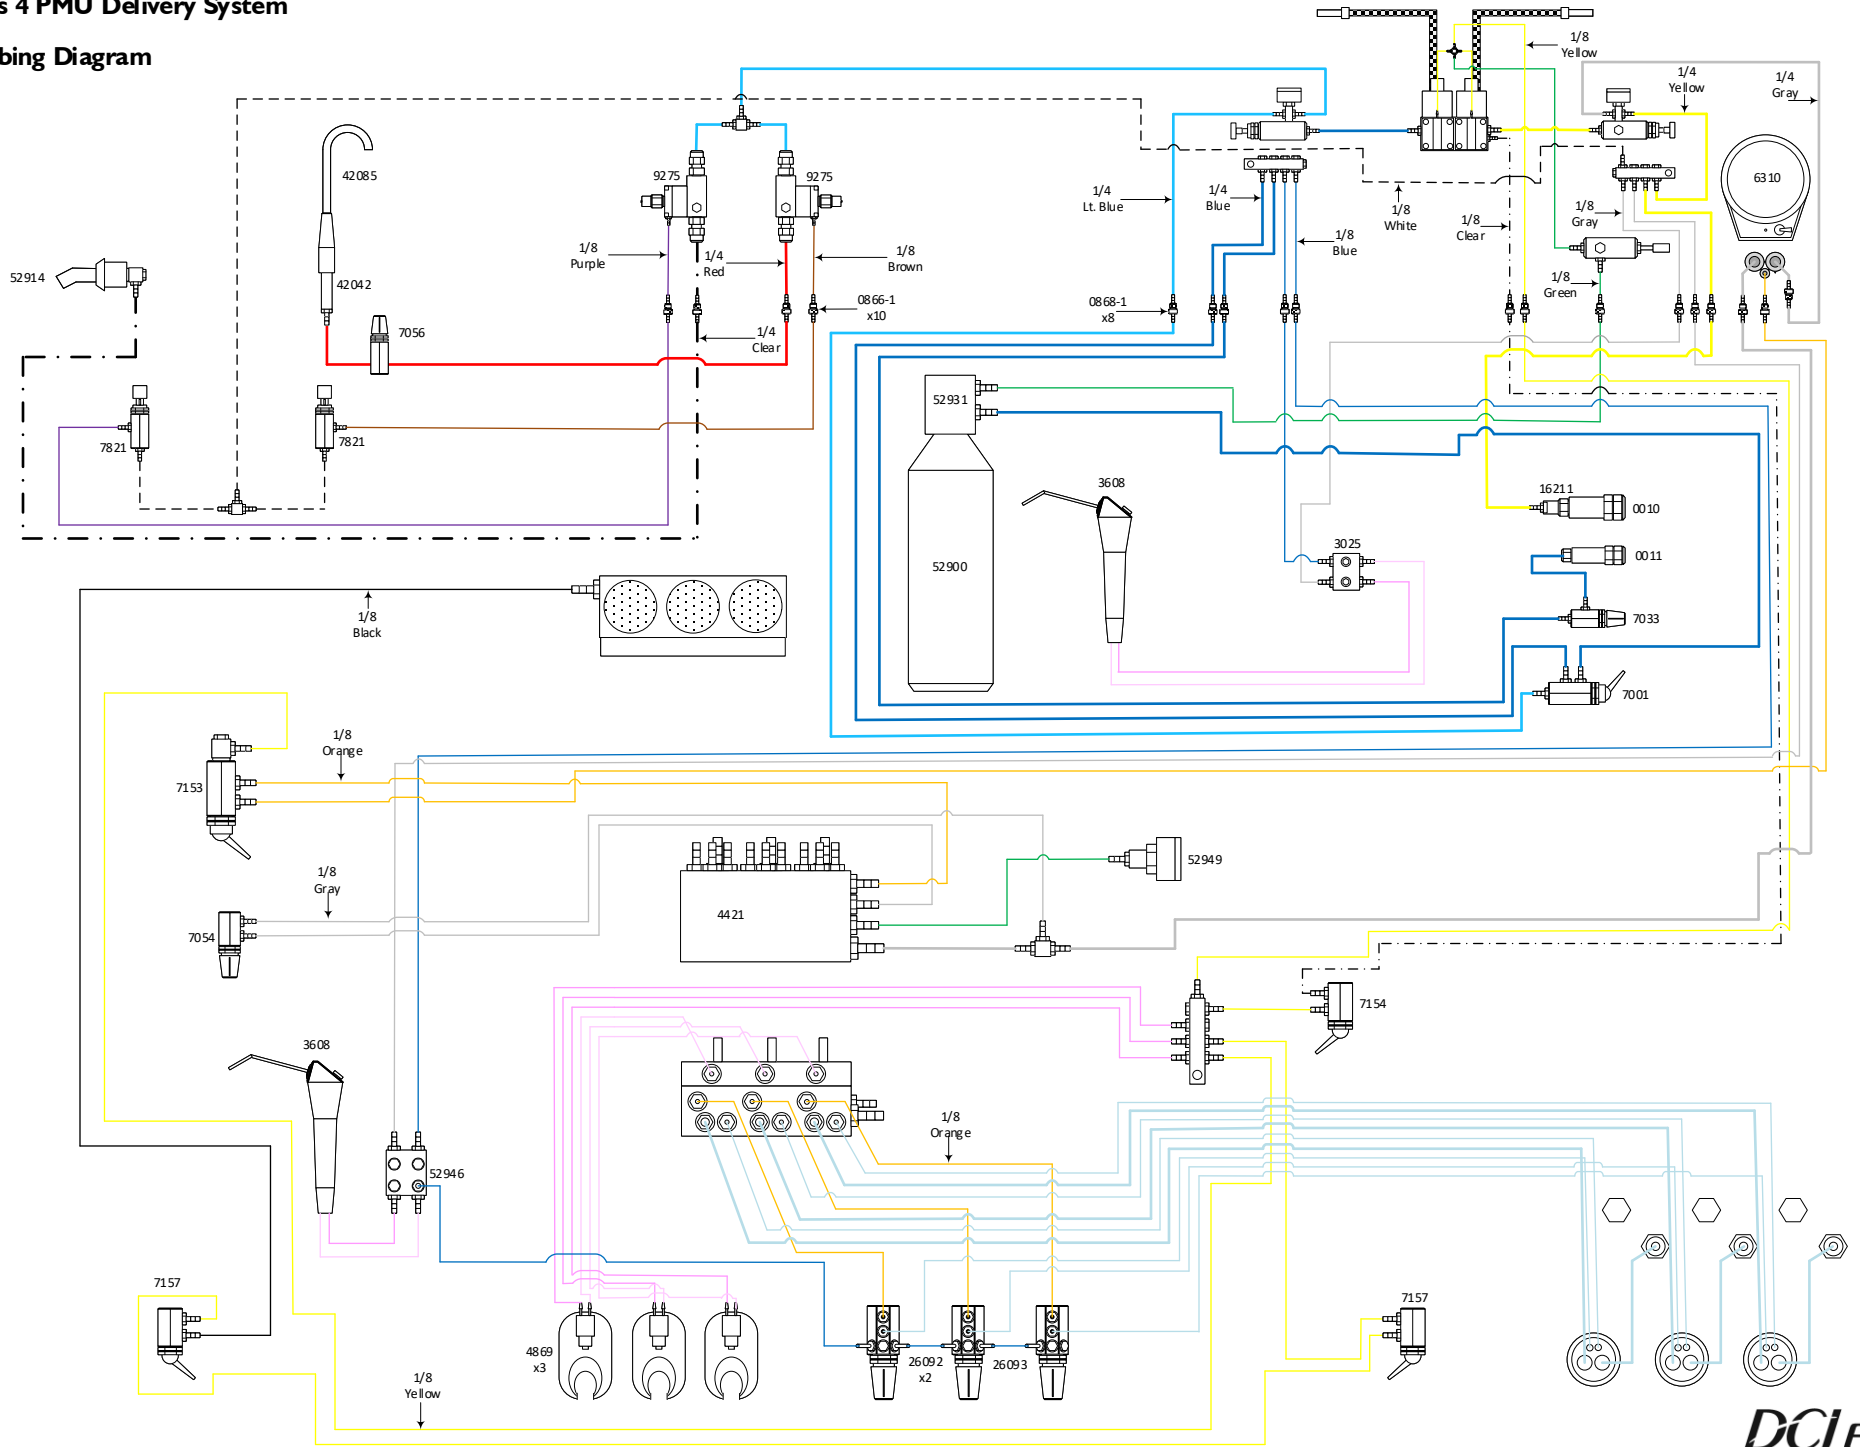 s 4 PMU Delivery System
bing Diagram
1/8
Yellow
1/4
Yellow
1/4
Gray
42085
9275
9275
6310
1/4
Lt. Blue
1/4
Blue
1/8
White
1/8
Clear
1/8
Gray
1/8
Blue
1/8
Purple
1/4
Red
1/8
Brown
52914
42042
1/8
Green
0866-1
x10
0868-1
x8
7056
1/4
Clear
52931
7821
7821
3608
16211
0010
3025
0011
52900
1/8
Black
7033
7001
1/8
Orange
7153
52949
1/8
Gray
4421
7054
7154
3608
1/8
Orange
52946
7157
7157
4869
x3
26092
x2
26093
1/8
Yellow
DCI